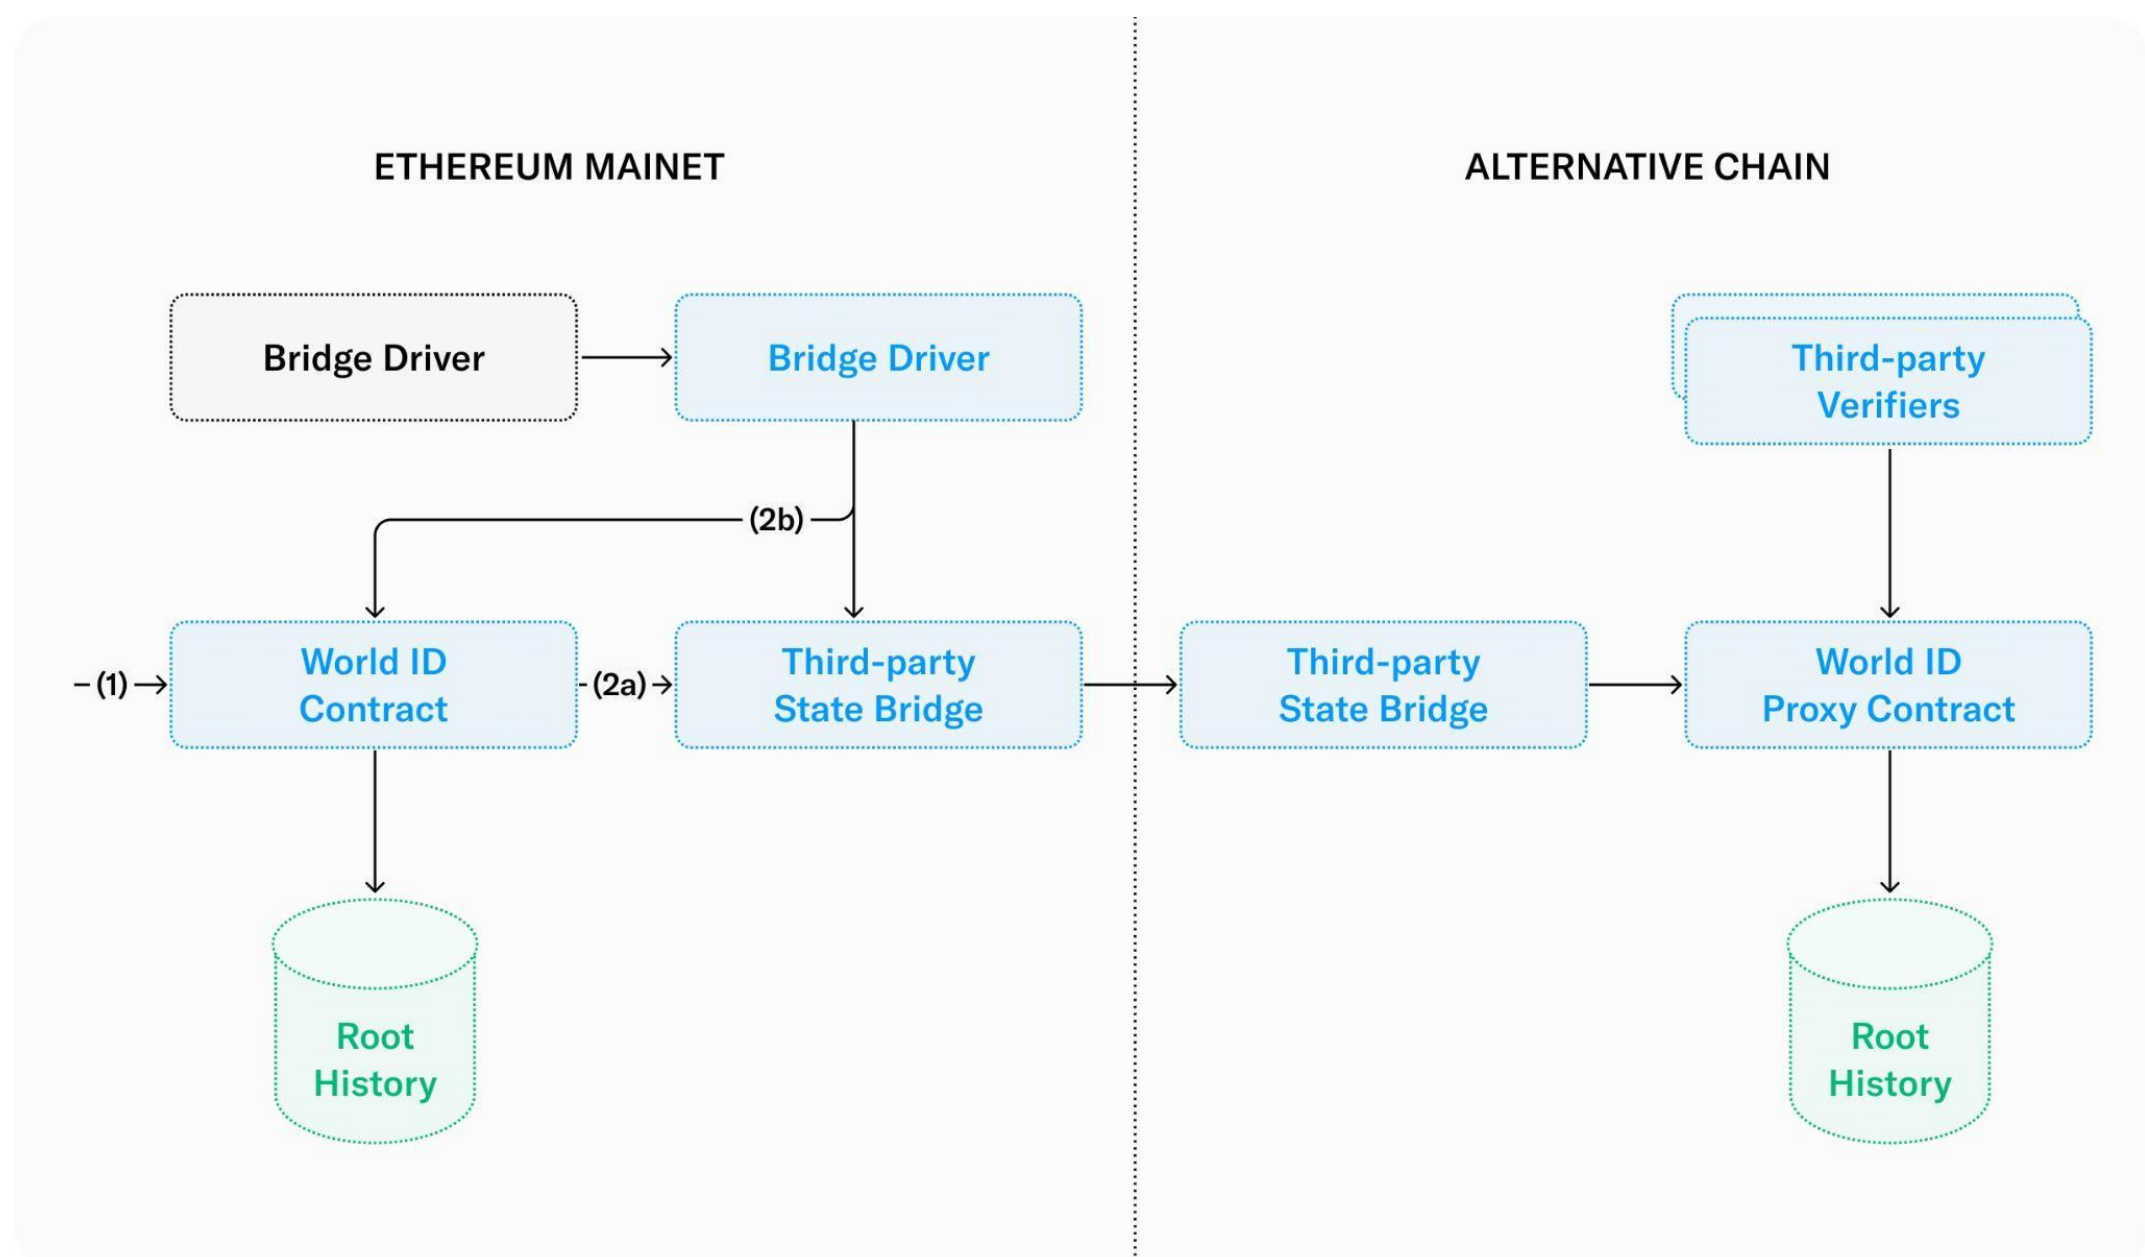 ETHEREUM MAINET
ALTERNATIVE CHAIN
Bridge Driver
Bridge Driver
Third-party
Verifiers
(2b)
(1)
World ID
Contract
(2a)
Third-party
State Bridge
Third-party
State Bridge
World ID
Proxy Contract
Root
History
Root
History